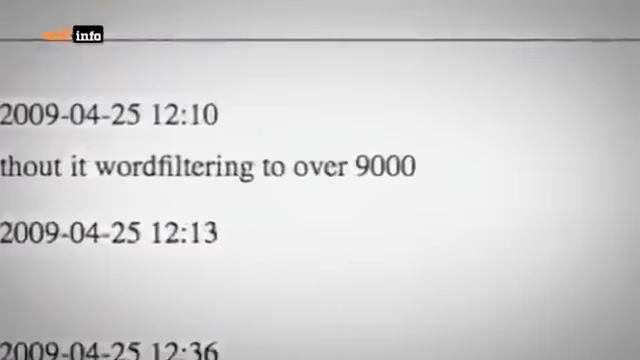 info
2009-04-25 12:10
thout it wordfiltering to over 9000
2009-04-25 12:13
2009-04-25 12:36